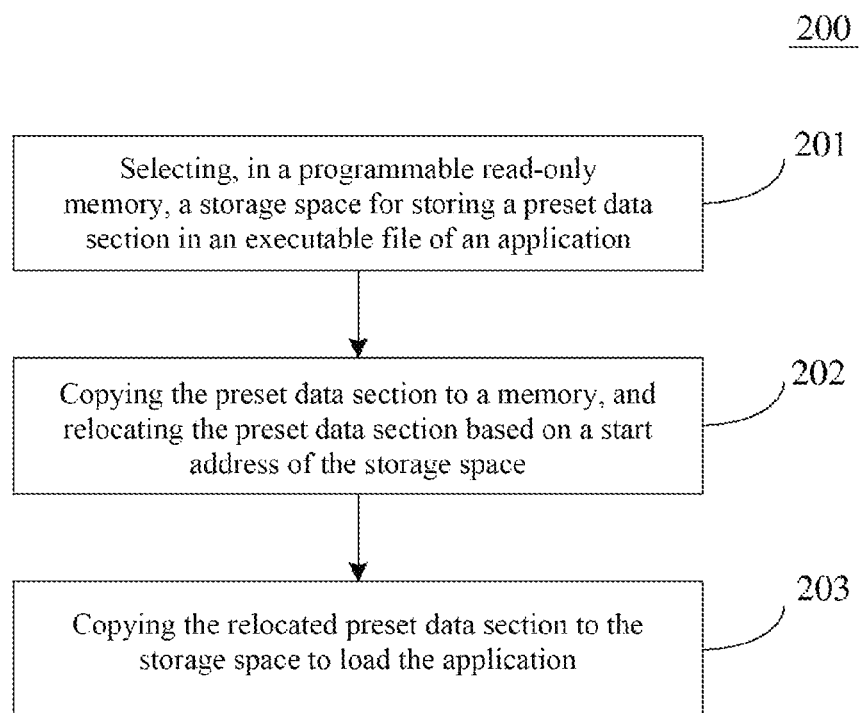 200
201
Selecting, in a programmable read-only
memory, a storage space for storing a preset data
section in an executable file of an application
202
Copying the preset data section to a memory, and
relocating the preset data section based on a start
address of the storage space
203
Copying the relocated preset data section to the
storage space to load the application